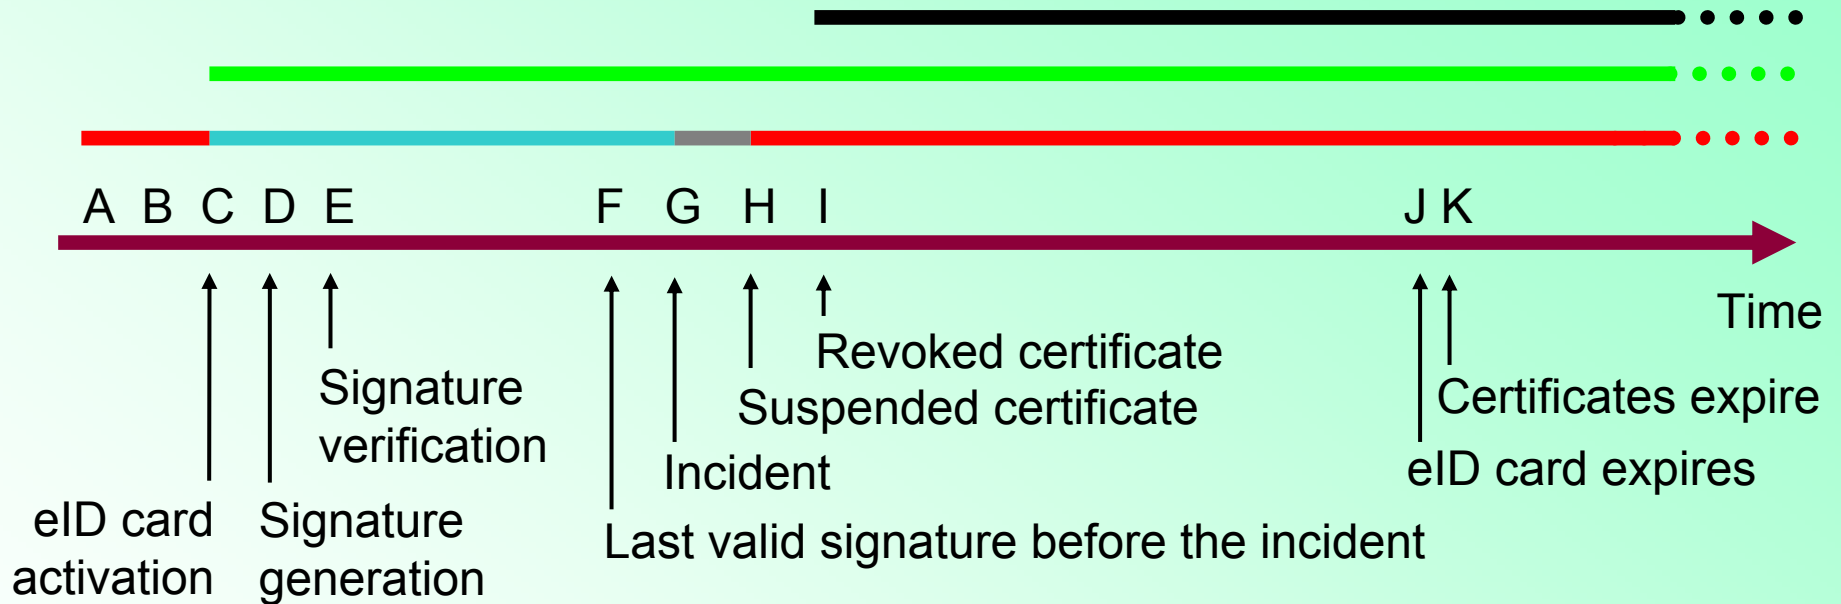 A B C D E F G H I J K
Time
Revoked certificate
Suspended certificate
Signature
verification
Certificates expire
Incident
eID card expires
eID card
activation
Signature
generation
Last valid signature before the incident